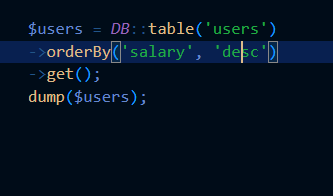 $users = DB::table('users')
->orderBy('salary', 'desc')
->get();
dump($users);